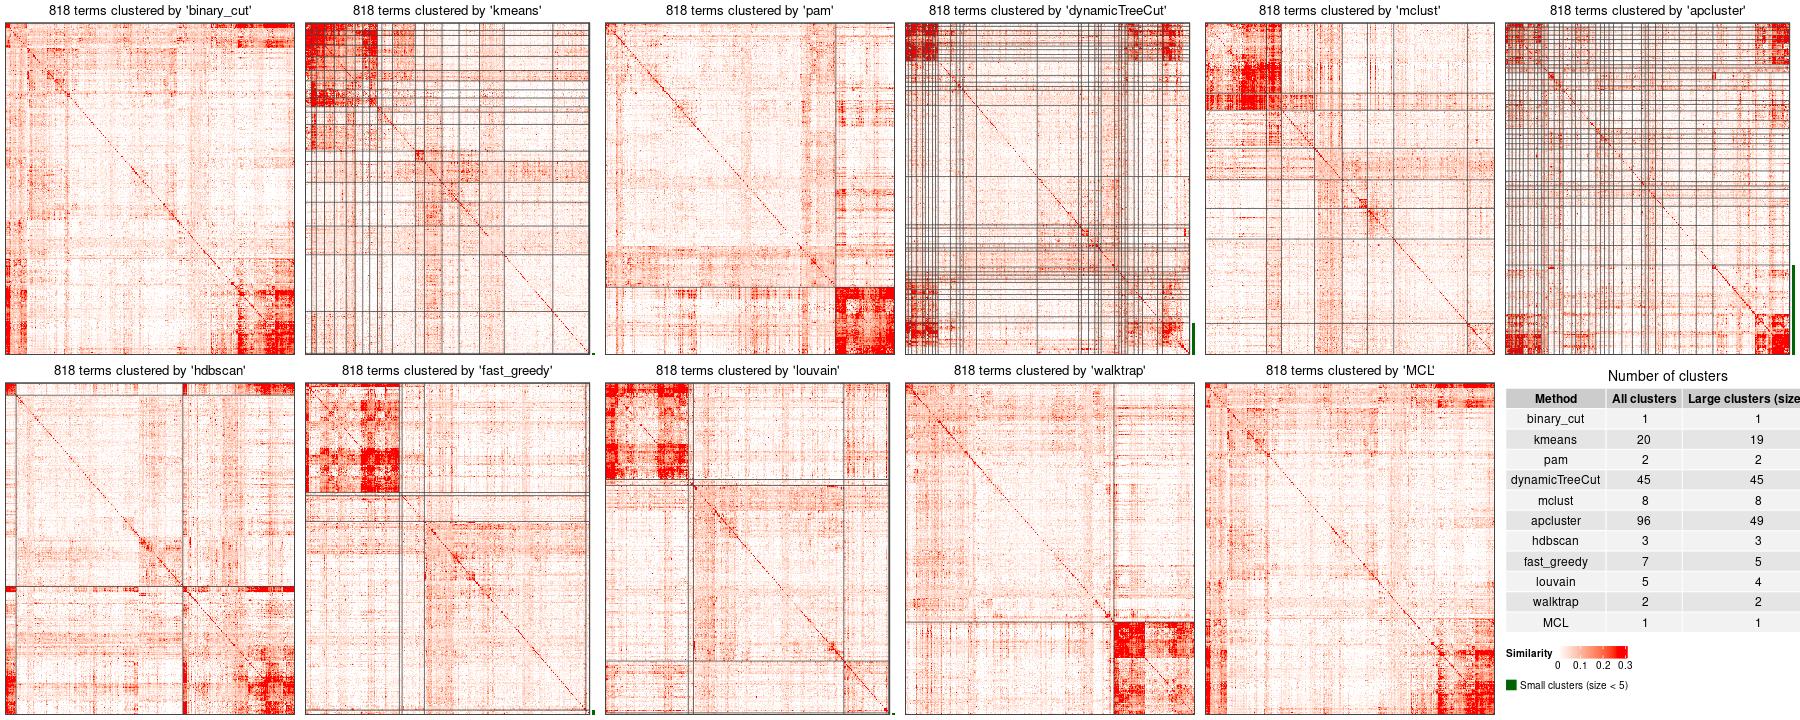 818 terms clustered by 'binary_cut'
818 terms clustered by 'kmeans'
818 terms clustered by 'pam'
818 terms clustered by 'dynamicTreeCut'
818 terms clustered by 'mclust'
818 terms clustered by 'apcluster'
818 terms clustered by 'hdbscan'
818 terms clustered by 'fast_greedy'
818 terms clustered by 'louvain'
818 terms clustered by 'walktrap'
818 terms clustered by 'MCL'
Number of clusters
Method All clusters Large clusters (size
binary_cut 1 1
kmeans 20 19
pam 2 2
dynamicTreeCut 45 45
mclust 8 8
apcluster 96 49
hdbscan 3 3
fast_greedy 7 5
louvain 5 4
walktrap 2 2
MCL 1 1
Similarity
0 0.1 0.2 0.3
Small clusters (size < 5)